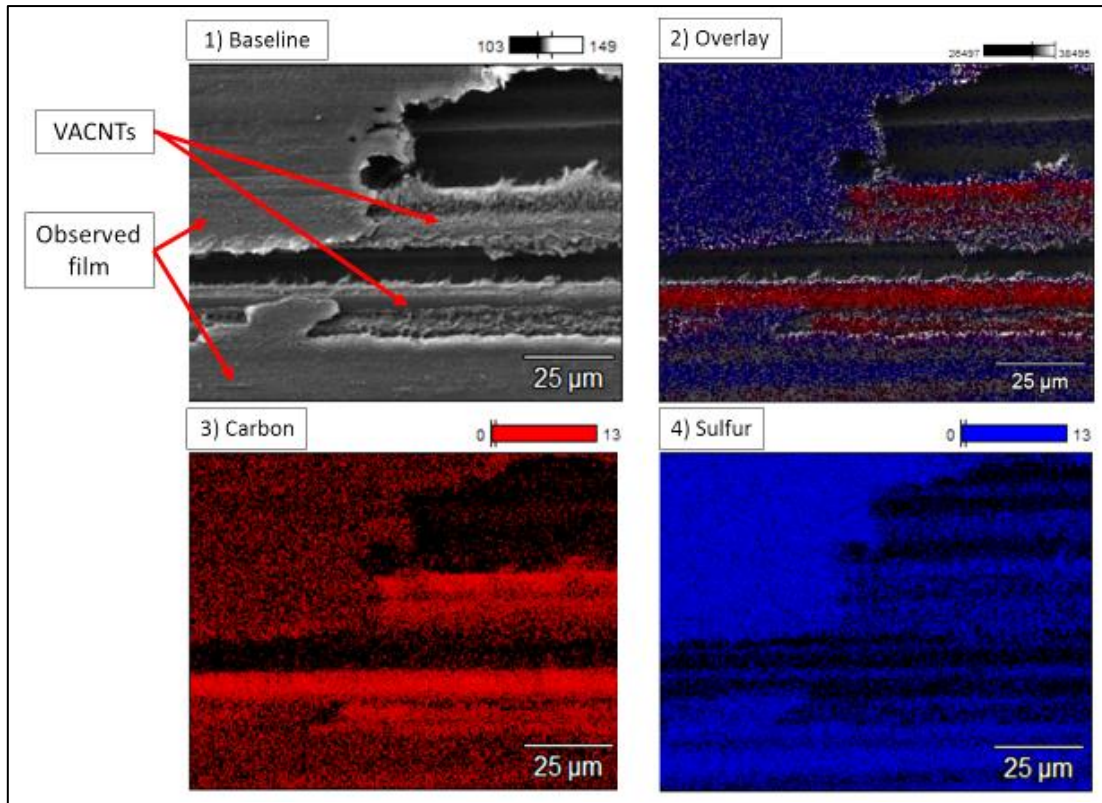 1) Baseline
103 149
VACNTs
Observed
film
25 μm
2) Overlay
26497 38495
25 μm
3) Carbon
0 13
25 μm
4) Sulfur
0 13
25 μm